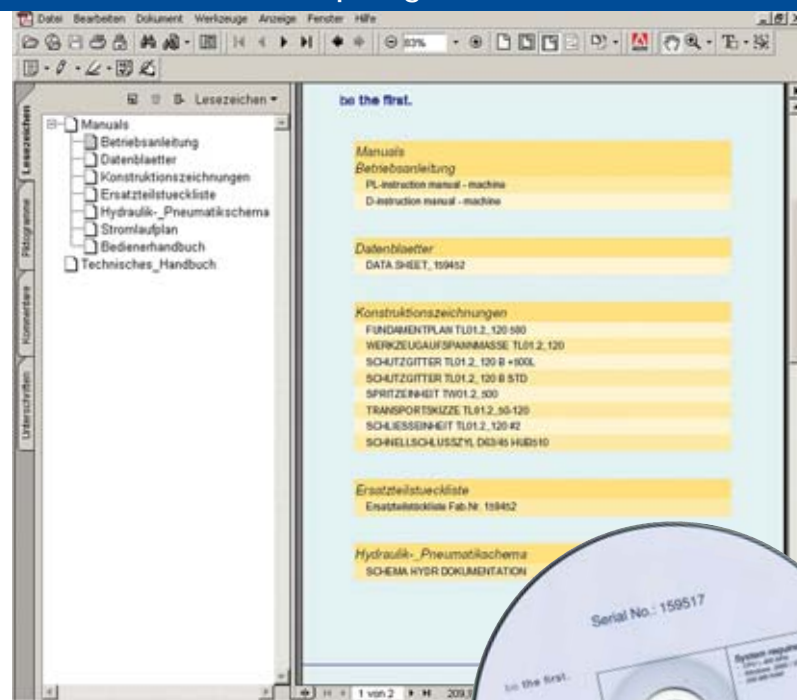 Datei Bearbeiten Dokument Werkzeuge Anzeige Fenster Hilfe
83%
Lesezeichen
Lesezeichen
Piktogramme
Kommentare
Unterschriften
Manuals
Betriebsanleitung
Datenblaetter
Konstruktionszeichnungen
Ersatzteilstueckliste
Hydraulik-_Pneumatikschema
Stromlaufplan
Bedienerhandbuch
Technisches_Handbuch
be the first.
Manuals
Betriebsanleitung
PL-instruction manual - machine
D-instruction manual - machine
Datenblaetter
DATA SHEET_159452
Konstruktionszeichnungen
FUNDAMENTPLAN TL01.2_120-500
WERKZEUGAUFSPANNMASSE TL01.2_120
SCHUTZGITTER TL01.2_120 B +500L
SCHUTZGITTER TL01.2_120 B STD
SPRITZEINHEIT TW01.2_500
TRANSPORTSKIZZE TL01.2_50-120
SCHLIESSEINHEIT TL01.2_120 #2
SCHNELLSCHLUSSZYL D63/45 HUB510
Ersatzteilstueckliste
Ersatzteilstückliste Fab.Nr. 159452
Hydraulik-_Pneumatikschema
SCHEMA HYDR DOKUMENTATION
1 von 2
Serial No.: 159517
be the first.